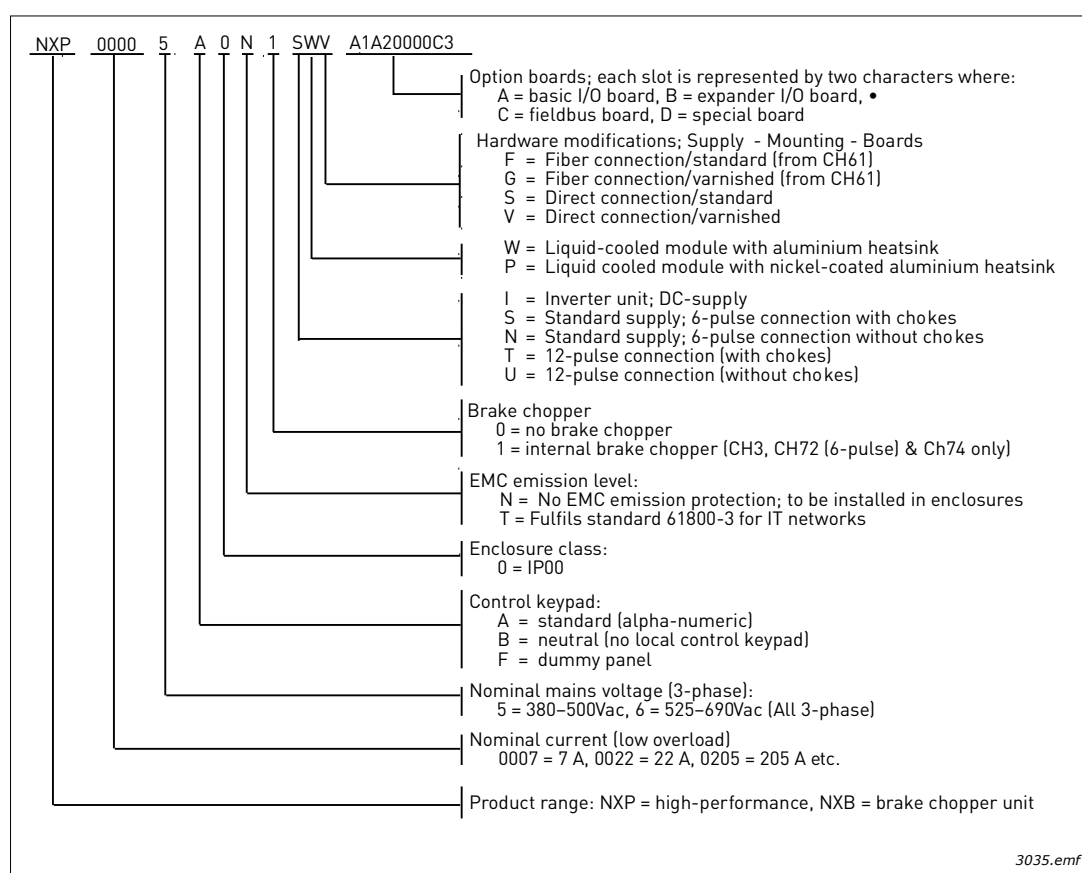 NXP 0000 5 A 0 N 1 SWV A1A20000C3
Option boards; each slot is represented by two characters where:
A = basic I/O board, B = expander I/O board, •
C = fieldbus board, D = special board
Hardware modifications; Supply - Mounting - Boards
F = Fiber connection/standard (from CH61)
G = Fiber connection/varnished (from CH61)
S = Direct connection/standard
V = Direct connection/varnished
W = Liquid-cooled module with aluminium heatsink
P = Liquid cooled module with nickel-coated aluminium heatsink
I = Inverter unit; DC-supply
S = Standard supply; 6-pulse connection with chokes
N = Standard supply; 6-pulse connection without chokes
T = 12-pulse connection (with chokes)
U = 12-pulse connection (without chokes)
Brake chopper
0 = no brake chopper
1 = internal brake chopper (CH3, CH72 (6-pulse) & Ch74 only)
EMC emission level:
N = No EMC emission protection; to be installed in enclosures
T = Fulfils standard 61800-3 for IT networks
Enclosure class:
0 = IP00
Control keypad:
A = standard (alpha-numeric)
B = neutral (no local control keypad)
F = dummy panel
Nominal mains voltage (3-phase):
5 = 380–500Vac, 6 = 525–690Vac (All 3-phase)
Nominal current (low overload)
0007 = 7 A, 0022 = 22 A, 0205 = 205 A etc.
Product range: NXP = high-performance, NXB = brake chopper unit
3035.emf